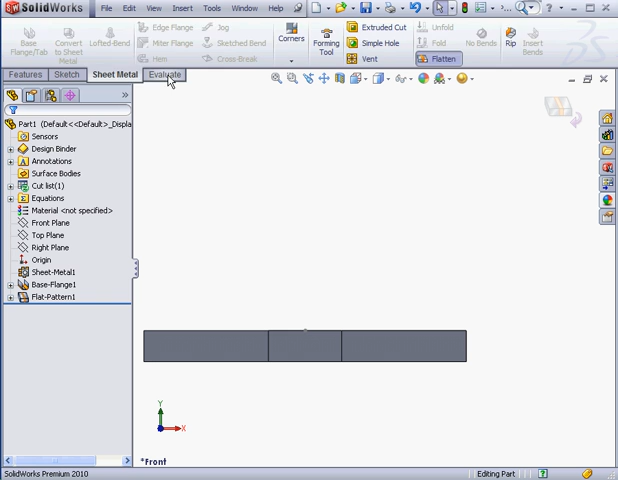 SolidWorks File Edit View Insert Tools Window Help
Base Flange/Tab
Convert to Sheet Metal
Lofted-Bend
Edge Flange
Miter Flange
Hem
Jog
Sketched Bend
Cross-Break
Corners
Forming Tool
Extruded Cut
Simple Hole
Vent
Unfold
Fold
Flatten
No Bends
Rip
Insert Bends
Features Sketch Sheet Metal Evaluate
Part1 (Default<<Default>_Displa
Sensors
Design Binder
Annotations
Surface Bodies
Cut list(1)
Equations
Material <not specified>
Front Plane
Top Plane
Right Plane
Origin
Sheet-Metal1
Base-Flange1
Flat-Pattern1
Y
X
*Front
SolidWorks Premium 2010 Editing Part